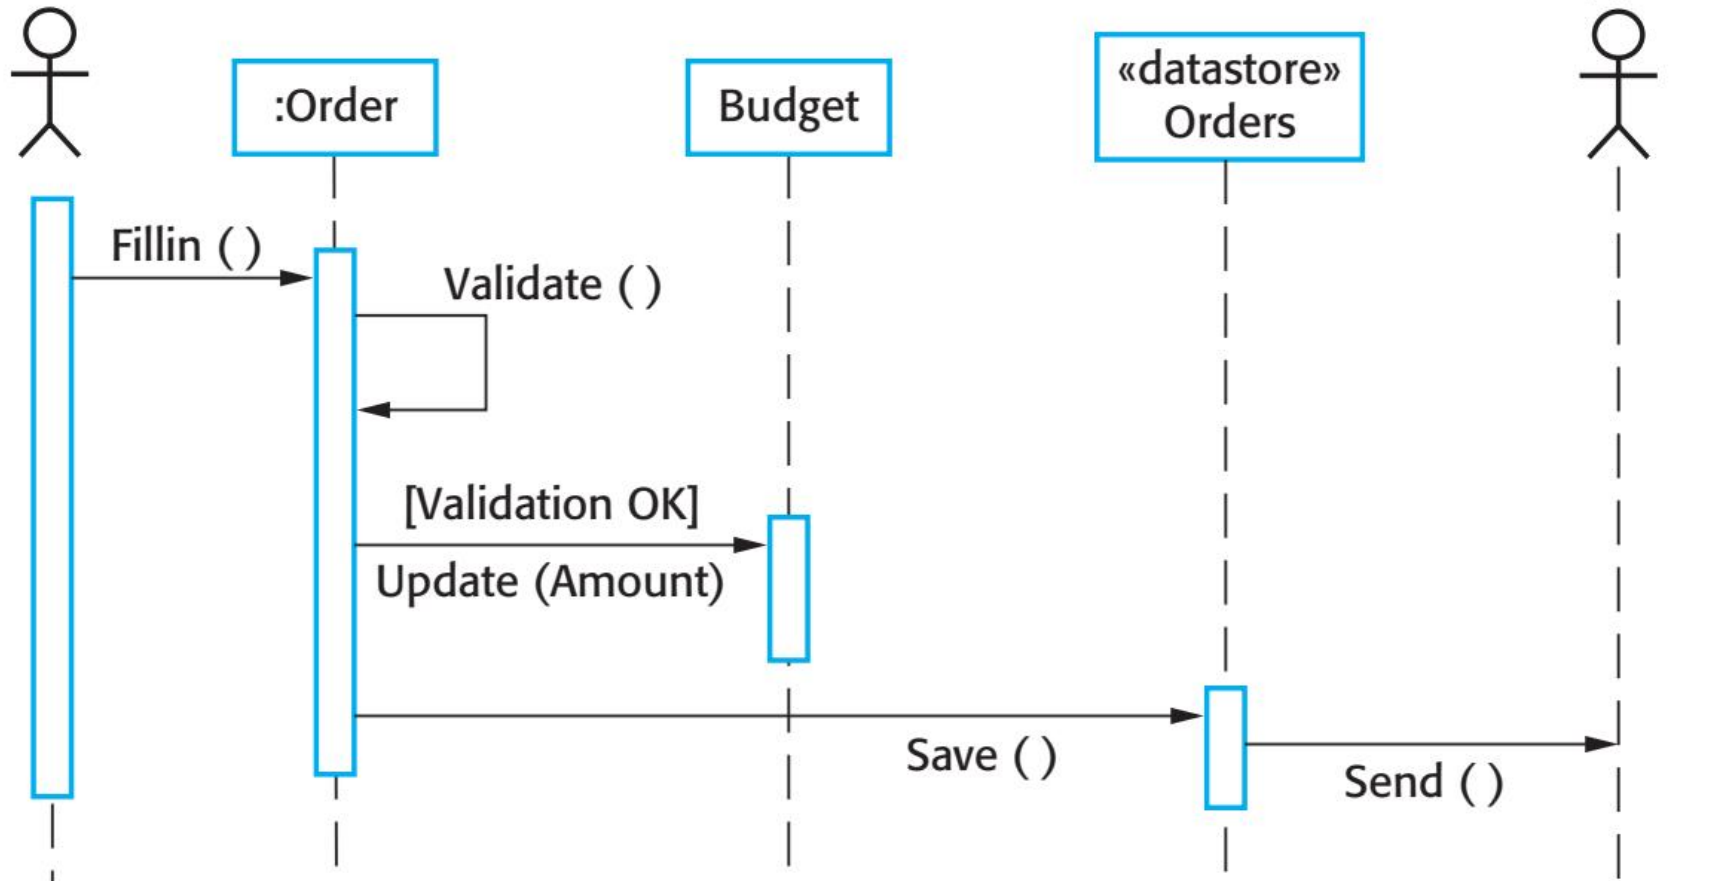 :Order
Budget
«datastore»
Orders
Fillin ( )
Validate ( )
[Validation OK]
Update (Amount)
Save ( )
Send ( )